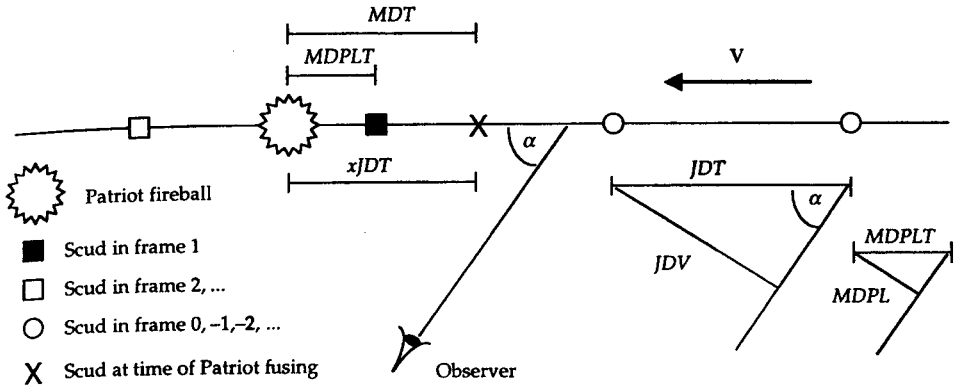 MDT
MDPLT
V
α
xJDT
JDT
α
MDPLT
JDV
MDPL
Patriot fireball
Scud in frame 1
Scud in frame 2, ...
Scud in frame 0, –1,–2, ...
X Scud at time of Patriot fusing
Observer